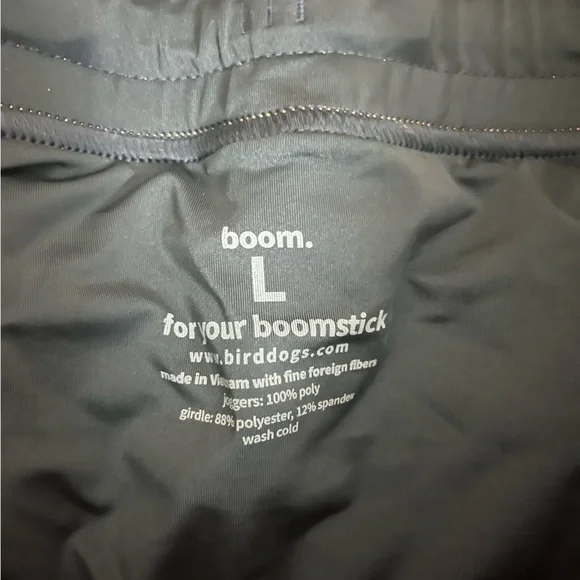 boom.
L
for your boomstick
www.birddogs.com
made in Vietnam with fine foreign fibers
joggers: 100% poly
girdle: 88% polyester, 12% spandex
wash cold